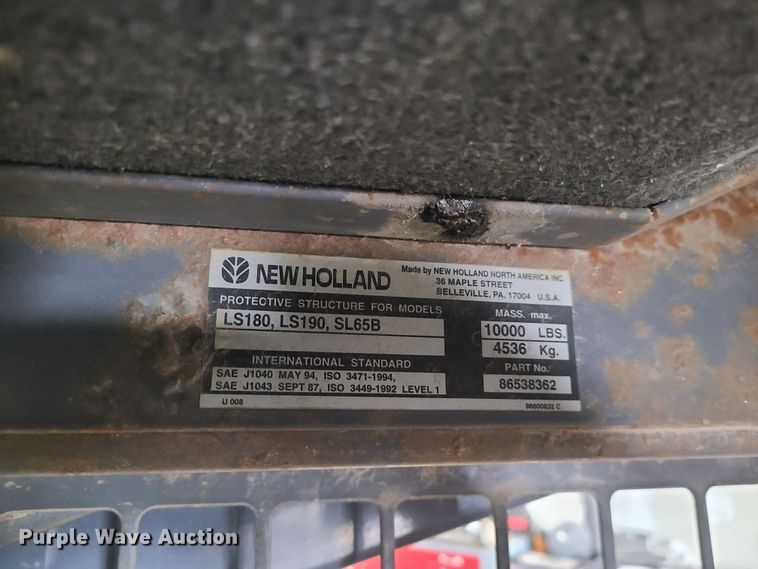 NEW HOLLAND
Made by NEW HOLLAND NORTH AMERICA INC.
36 MAPLE STREET
BELLEVILLE, PA. 17004 U.S.A.
PROTECTIVE STRUCTURE FOR MODELS
LS180, LS190, SL65B
MASS. max.
10000 LBS.
4536 Kg.
INTERNATIONAL STANDARD
SAE J1040 MAY 94, ISO 3471-1994,
SAE J1043 SEPT 87, ISO 3449-1992 LEVEL 1
PART No.
86538362
U 008
86600832 C
Purple Wave Auction